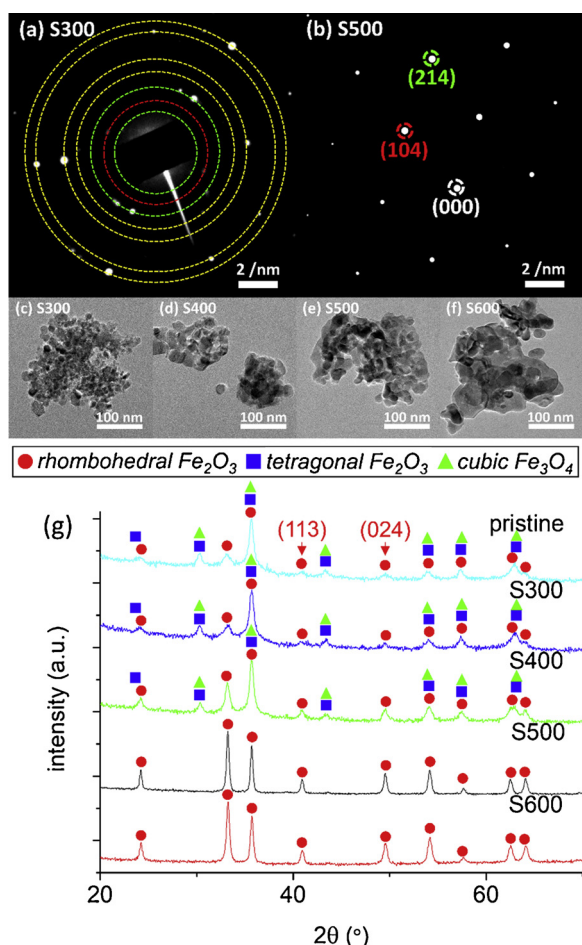 (a) S300
(b) S500
(214)
(104)
(000)
2 /nm
2 /nm
(c) S300
(d) S400
(e) S500
(f) S600
100 nm
100 nm
100 nm
100 nm
rhombohedral Fe₂O₃ tetragonal Fe₂O₃ cubic Fe₃O₄
(g)
(113)
(024)
pristine
S300
S400
S500
S600
intensity (a.u.)
20 40 60
2θ (°)